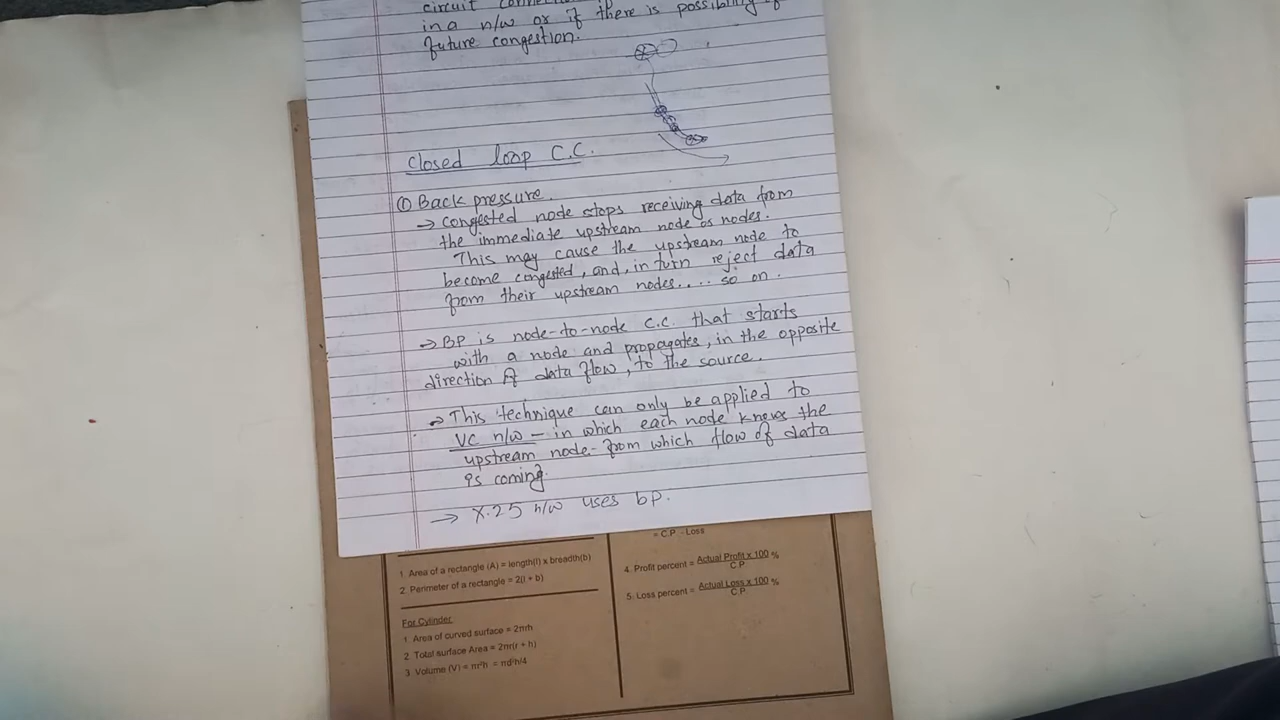 circuit
in a n/w or if there is possibility of
future congestion.
Closed loop C.C.
① Back pressure.
→ congested node stops receiving data from
the immediate upstream node or nodes.
This may cause the upstream node to
become congested, and, in turn reject data
from their upstream nodes.... so on.
→ BP is node-to-node C.C. that starts
with a node and propagates, in the opposite
direction of data flow, to the source.
→ This technique can only be applied to
VC n/w - in which each node knows the
upstream node - from which flow of data
is coming.
→ X.25 n/w uses bp.
= C.P - Loss
1. Area of a rectangle (A) = length(l) x breadth(b)
2. Perimeter of a rectangle = 2(l + b)
For Cylinder
1. Area of curved surface = 2πrh
2. Total surface Area = 2πr(r + h)
3. Volume (V) = πr²h = πd²h/4
4. Profit percent = Actual Profit x 100 %
C.P
5. Loss percent = Actual Loss x 100 %
C.P